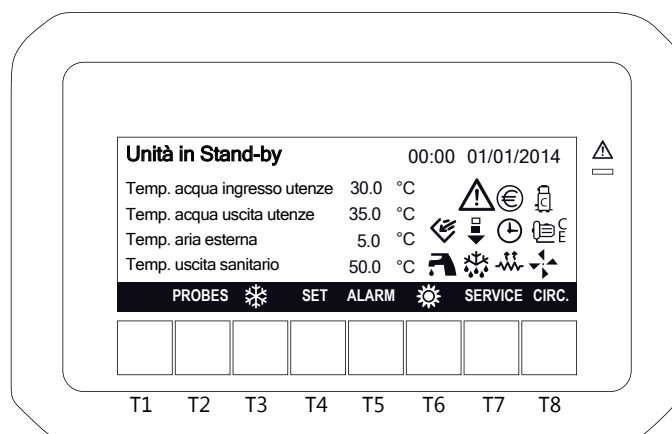 Unità in Stand-by 00:00 01/01/2014
Temp. acqua ingresso utenze 30.0 °C
Temp. acqua uscita utenze 35.0 °C
Temp. aria esterna 5.0 °C
Temp. uscita sanitario 50.0 °C
€ C
C E
PROBES SET ALARM SERVICE CIRC.
T1 T2 T3 T4 T5 T6 T7 T8